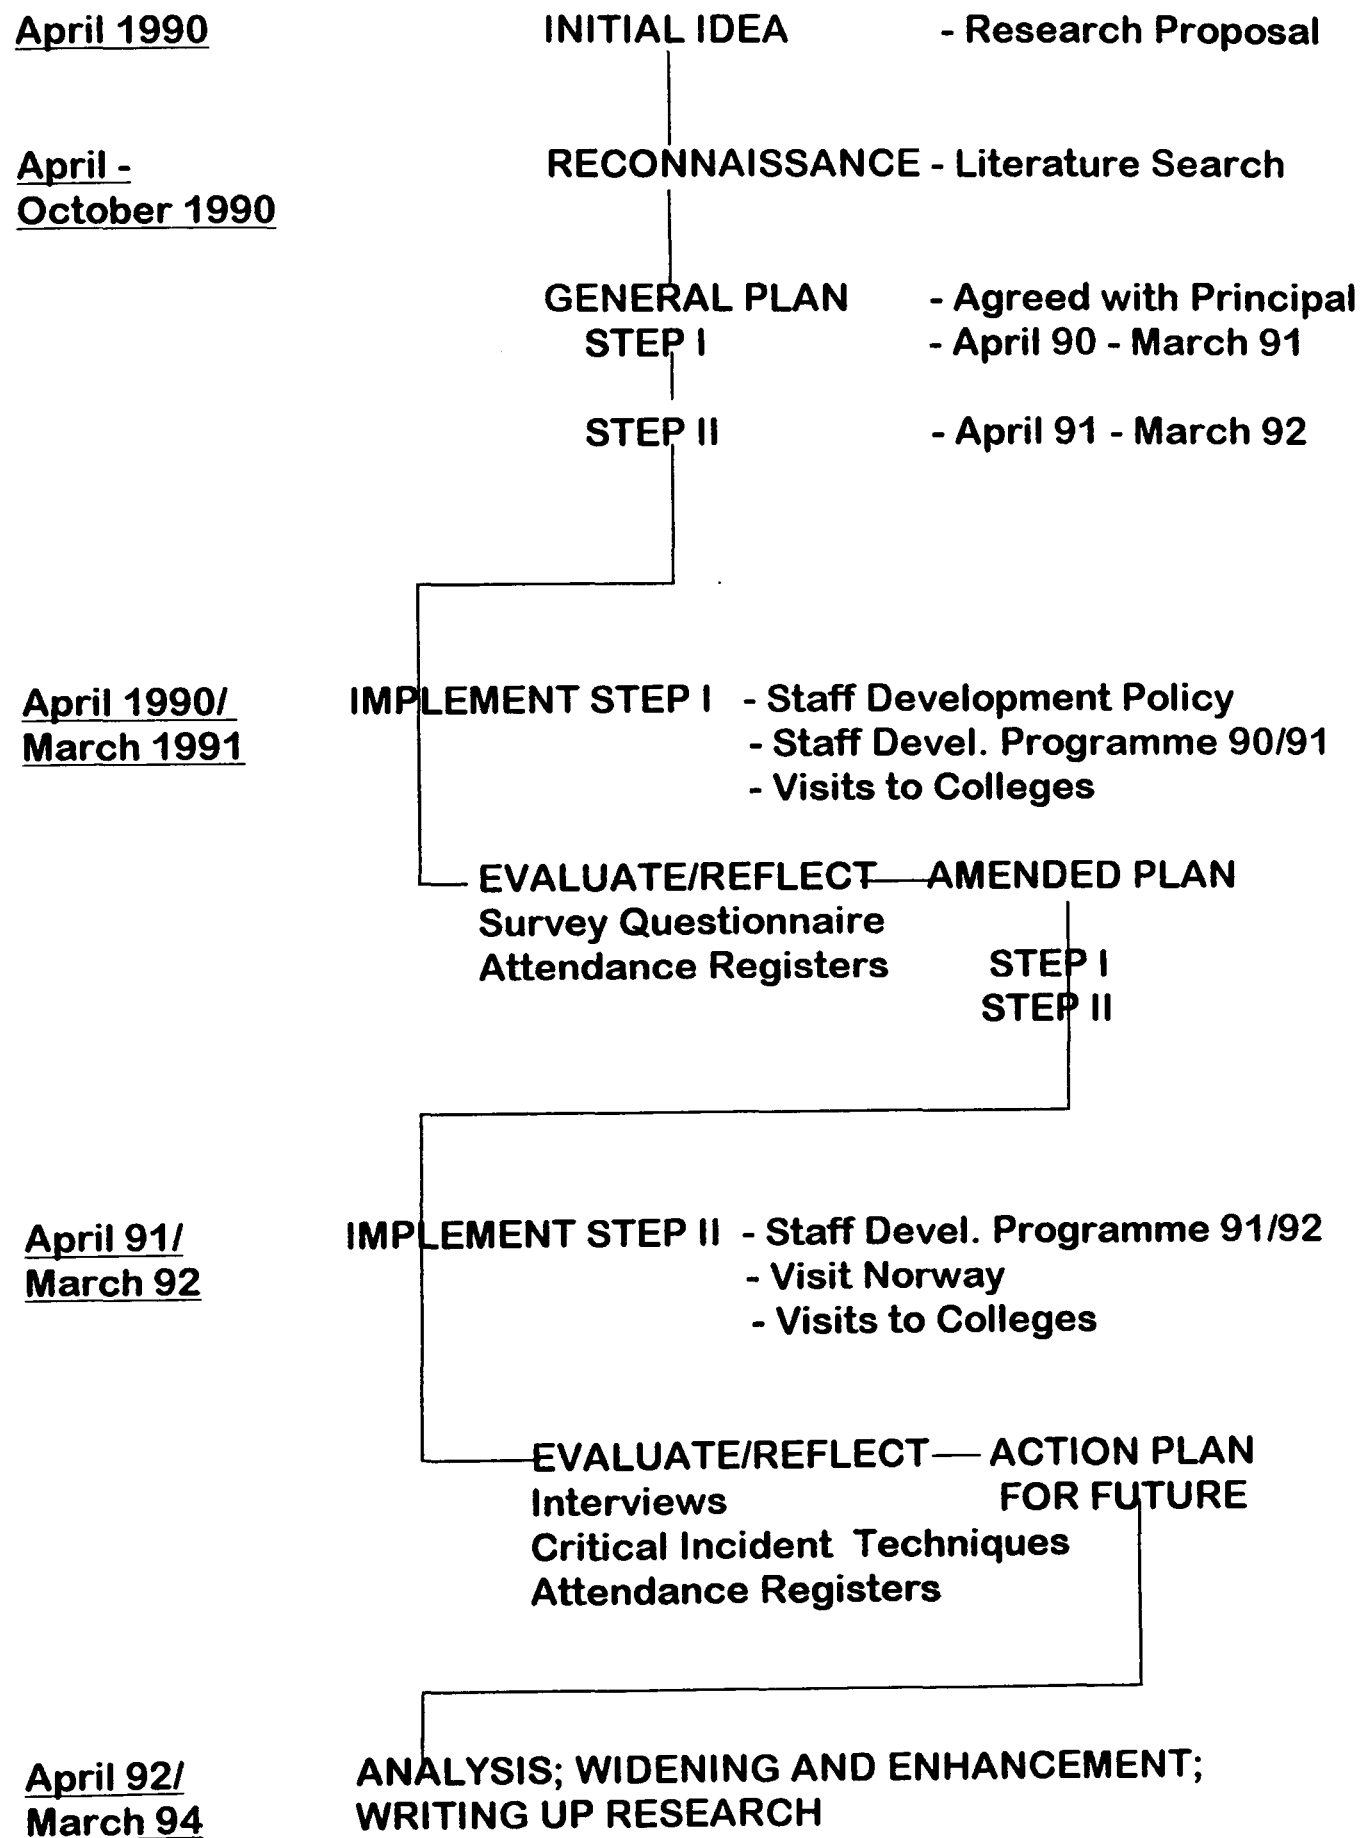 April 1990 INITIAL IDEA - Research Proposal
April - RECONNAISSANCE - Literature Search
October 1990
GENERAL PLAN - Agreed with Principal
STEP I - April 90 - March 91
STEP II - April 91 - March 92
April 1990/ IMPLEMENT STEP I - Staff Development Policy
March 1991 - Staff Devel. Programme 90/91
- Visits to Colleges
EVALUATE/REFLECT AMENDED PLAN
Survey Questionnaire
Attendance Registers STEP I
STEP II
April 91/ IMPLEMENT STEP II - Staff Devel. Programme 91/92
March 92 - Visit Norway
- Visits to Colleges
EVALUATE/REFLECT ACTION PLAN
Interviews FOR FUTURE
Critical Incident Techniques
Attendance Registers
April 92/ ANALYSIS; WIDENING AND ENHANCEMENT;
March 94 WRITING UP RESEARCH